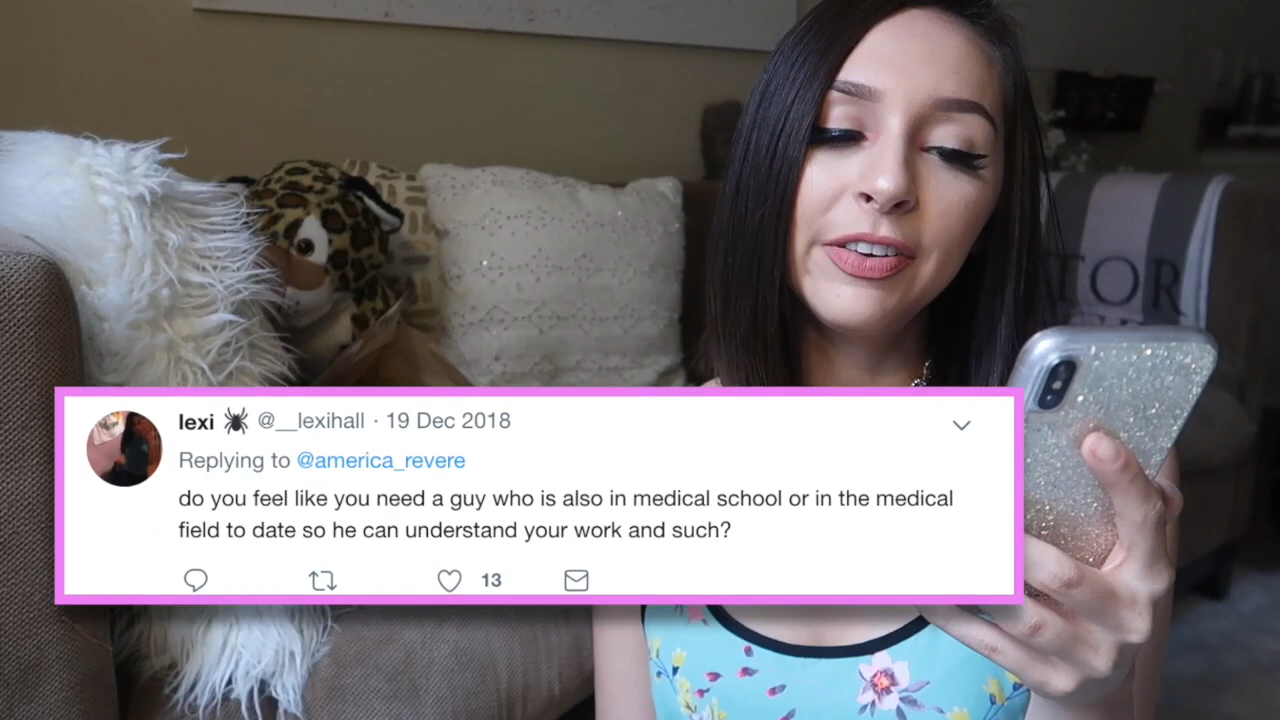 TOR
lexi 🕷 @__lexihall · 19 Dec 2018
Replying to @america_revere
do you feel like you need a guy who is also in medical school or in the medical
field to date so he can understand your work and such?
13